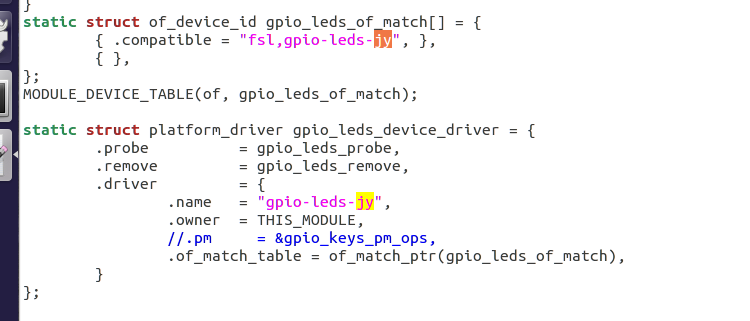 }
static struct of_device_id gpio_leds_of_match[] = {
        { .compatible = "fsl,gpio-leds-jy", },
        { },
};
MODULE_DEVICE_TABLE(of, gpio_leds_of_match);
static struct platform_driver gpio_leds_device_driver = {
        .probe          = gpio_leds_probe,
        .remove         = gpio_leds_remove,
        .driver         = {
                .name   = "gpio-leds-jy",
                .owner  = THIS_MODULE,
                //.pm     = &gpio_keys_pm_ops,
                .of_match_table = of_match_ptr(gpio_leds_of_match),
        }
};